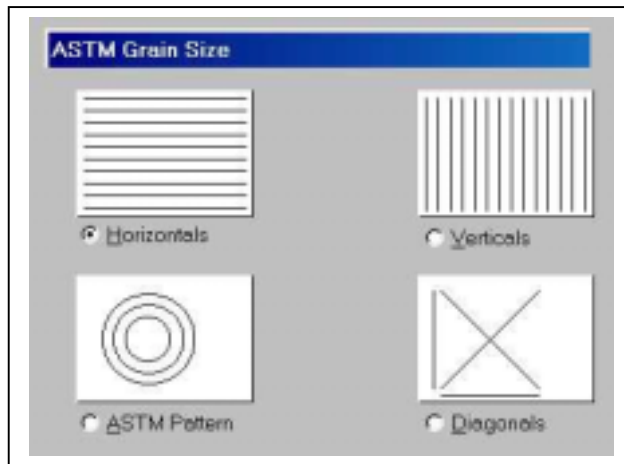 ASTM Grain Size
Horizontals
Verticals
ASTM Pattern
Diagonals